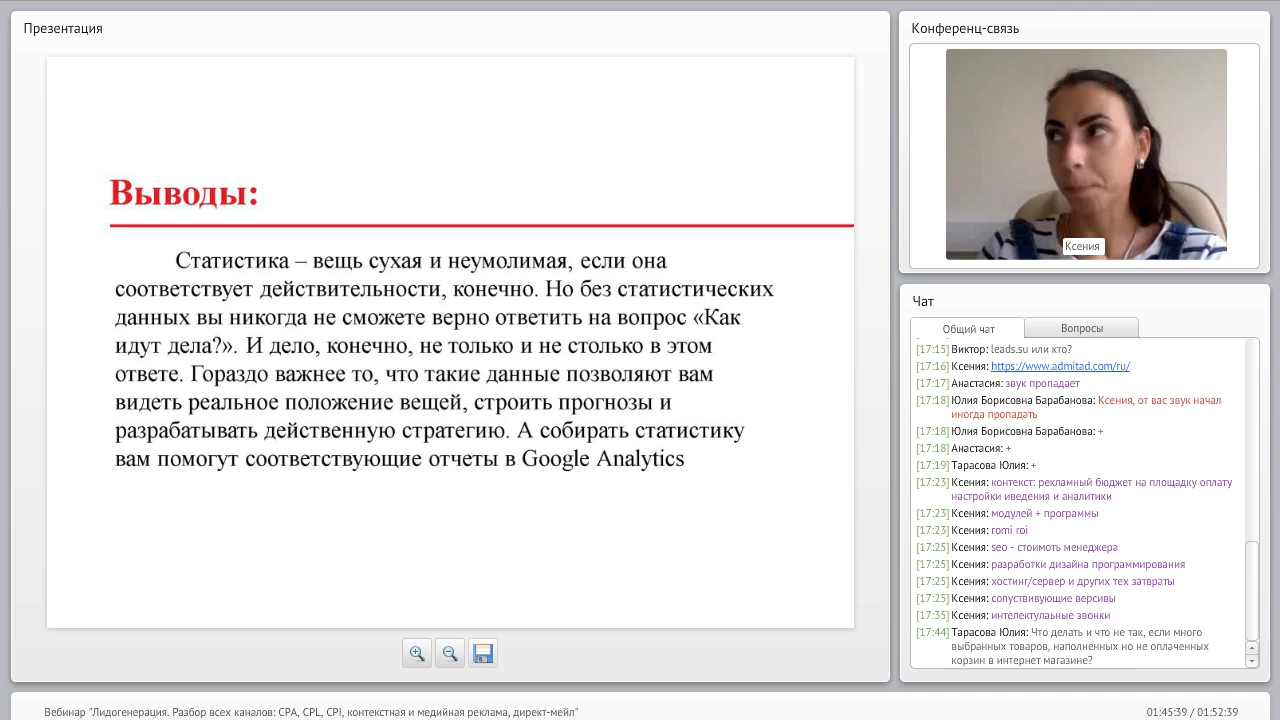 Презентация
Выводы:
Статистика – вещь сухая и неумолимая, если она
соответствует действительности, конечно. Но без статистических
данных вы никогда не сможете верно ответить на вопрос «Как
идут дела?». И дело, конечно, не только и не столько в этом
ответе. Гораздо важнее то, что такие данные позволяют вам
видеть реальное положение вещей, строить прогнозы и
разрабатывать действенную стратегию. А собирать статистику
вам помогут соответствующие отчеты в Google Analytics
Конференц-связь
Ксения
Чат
Общий чат
Вопросы
[17:15] Виктор: leads.su или кто?
[17:16] Ксения: https://www.admitad.com/ru/
[17:17] Анастасия: звук пропадает
[17:18] Юлия Борисовна Барабанова: Ксения, от вас звук начал
иногда пропадать
[17:18] Юлия Борисовна Барабанова: +
[17:18] Анастасия: +
[17:19] Тарасова Юлия: +
[17:23] Ксения: контекст: рекламный бюджет на площадку оплату
настройки иведения и аналитики
[17:23] Ксения: модулей + программы
[17:23] Ксения: romi roi
[17:25] Ксения: seo - стоимоть менеджера
[17:25] Ксения: разработки дизайна программирования
[17:25] Ксения: хостинг/сервер и других тех затвраты
[17:25] Ксения: сопуствивующие версивы
[17:35] Ксения: интелектулаьные звонки
[17:44] Тарасова Юлия: Что делать и что не так, если много
выбранных товаров, наполненных но не оплаченных
корзин в интернет магазине?
Вебинар "Лидогенерация. Разбор всех каналов: CPA, CPL, CPI, контекстная и медийная реклама, директ-мейл"
01:45:39 / 01:52:39